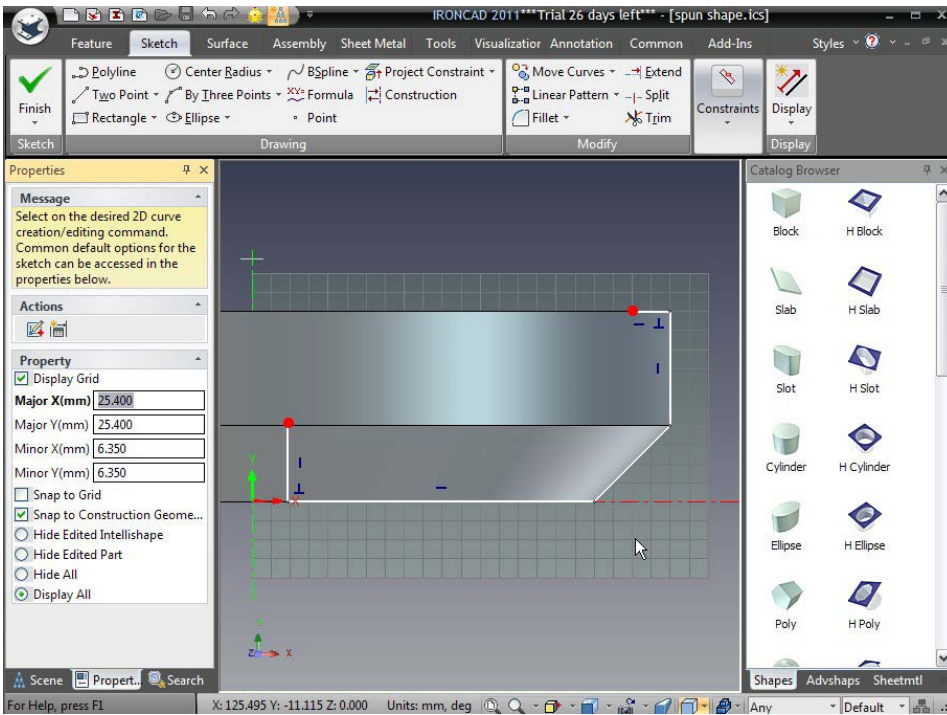 IRONCAD 2011***Trial 26 days left*** - [spun shape.ics]
Feature Sketch Surface Assembly Sheet Metal Tools Visualization Annotation Common Add-Ins Styles
Polyline Center Radius BSpline Project Constraint Move Curves Extend
Finish Two Point By Three Points XY= Formula Construction Linear Pattern Split Constraints Display
Rectangle Ellipse Point Fillet Trim
Sketch Drawing Modify Display
Properties Catalog Browser
Message
Select on the desired 2D curve
creation/editing command.
Common default options for the
sketch can be accessed in the
properties below.
Block H Block
Actions
Slab H Slab
Property
Display Grid
Major X(mm) 25.400
Major Y(mm) 25.400
Slot H Slot
Minor X(mm) 6.350
Minor Y(mm) 6.350
Cylinder H Cylinder
Snap to Grid
Snap to Construction Geome...
Hide Edited Intellishape
Hide Edited Part
Ellipse H Ellipse
Hide All
Display All
Y
X
Poly H Poly
Y
Z X
Scene Propert.. Search Shapes Advshaps Sheetmtl
For Help, press F1 X: 125.495 Y: -11.115 Z: 0.000 Units: mm, deg Any Default